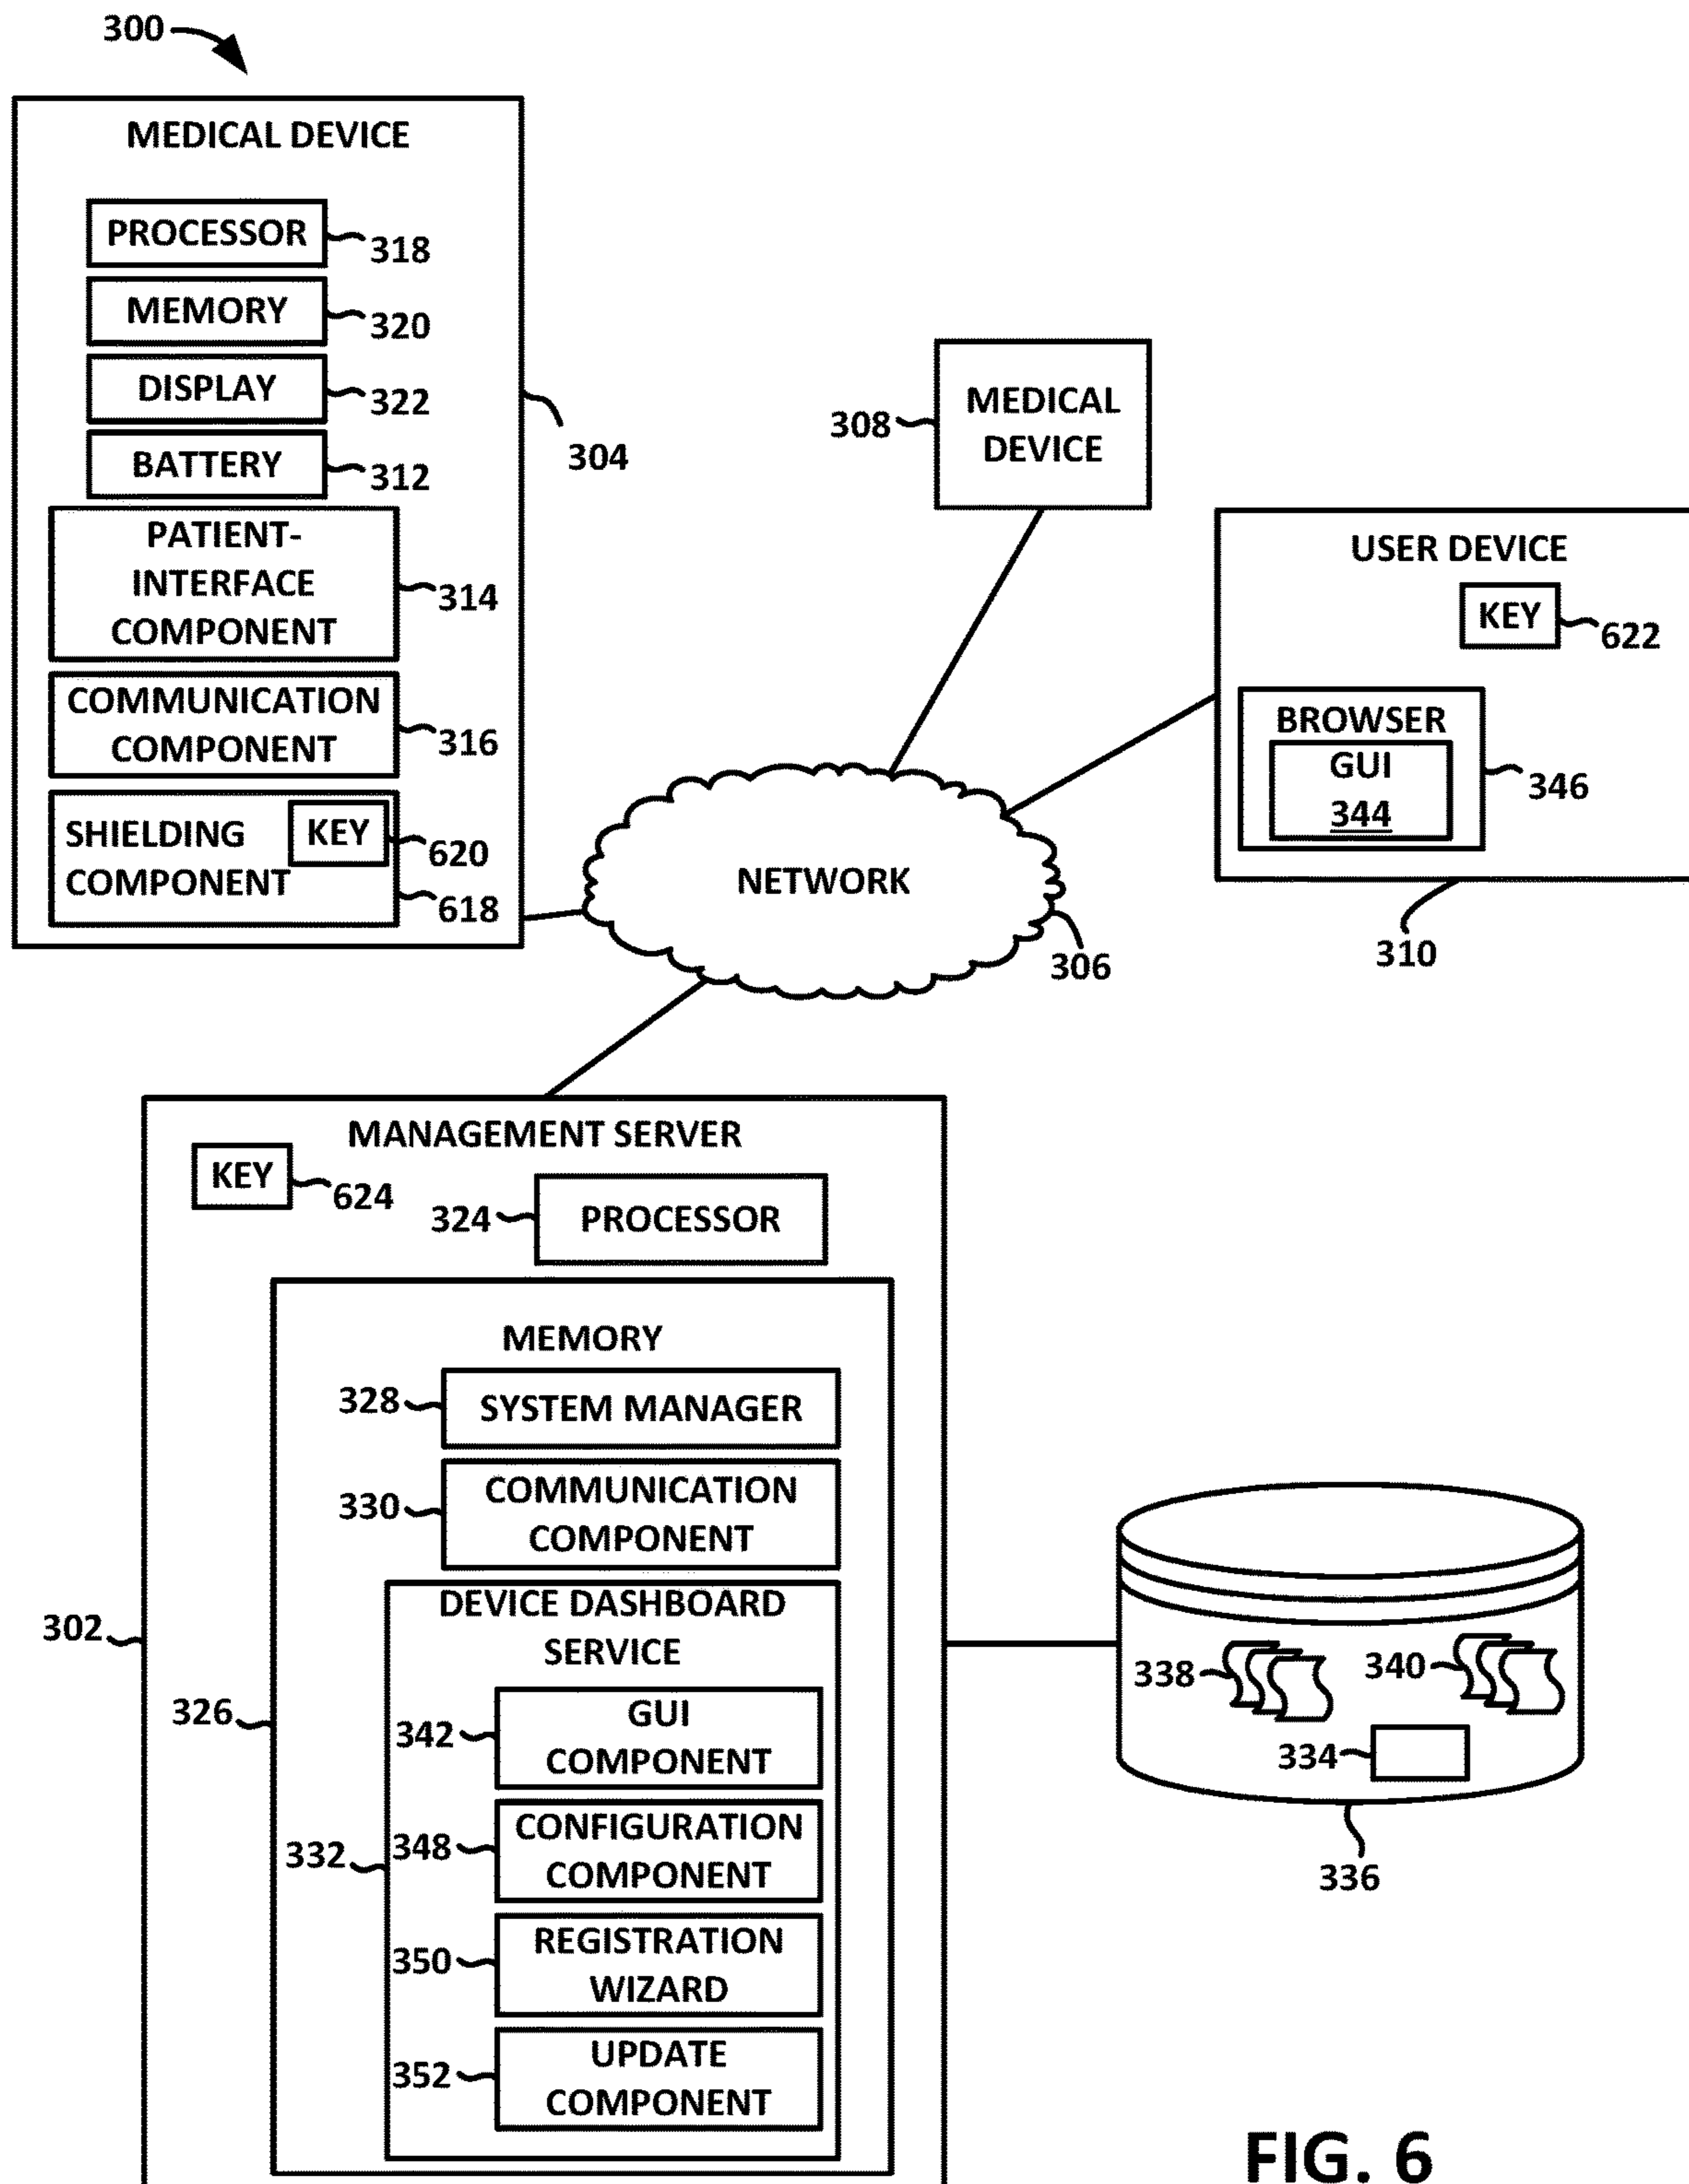 300
MEDICAL DEVICE
PROCESSOR
318
MEMORY
320
DISPLAY
322
BATTERY
312
304
PATIENT-
INTERFACE
COMPONENT
314
COMMUNICATION
COMPONENT
316
SHIELDING
COMPONENT
KEY
620
618
308
MEDICAL
DEVICE
USER DEVICE
KEY
622
BROWSER
GUI
344
346
310
NETWORK
306
MANAGEMENT SERVER
KEY
624
324
PROCESSOR
MEMORY
328
SYSTEM MANAGER
330
COMMUNICATION
COMPONENT
302
DEVICE DASHBOARD
SERVICE
326
342
GUI
COMPONENT
332
348
CONFIGURATION
COMPONENT
350
REGISTRATION
WIZARD
352
UPDATE
COMPONENT
338
340
334
336
FIG. 6